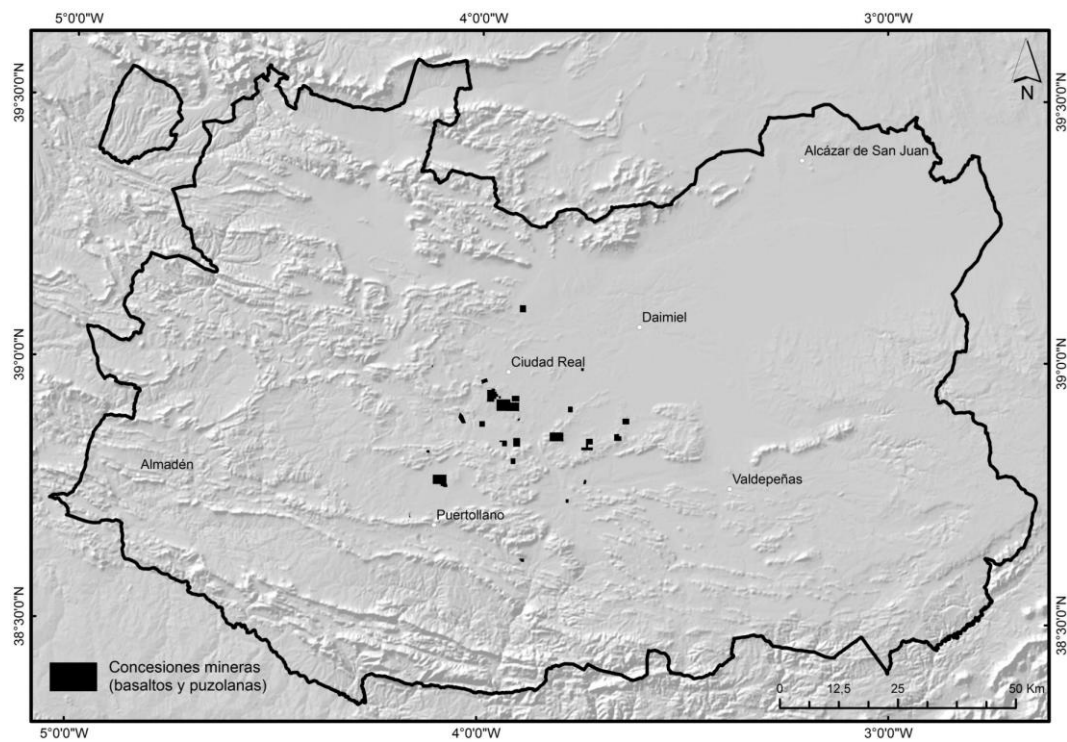 5°0'0"W 4°0'0"W 3°0'0"W
39°30'0"N
39°30'0"N
N
Alcázar de San Juan
Daimiel
39°0'0"N
Ciudad Real
39°0'0"N
Almadén
Valdepeñas
Puertollano
38°30'0"N
38°30'0"N
Concesiones mineras
(basaltos y puzolanas)
0 12,5 25 50 Km
5°0'0"W 4°0'0"W 3°0'0"W